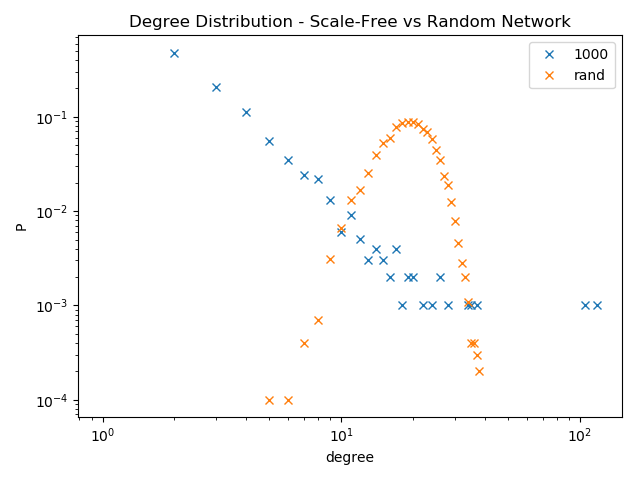 Degree Distribution - Scale-Free vs Random Network
1000
rand
10⁻¹
10⁻²
10⁻³
10⁻⁴
P
10⁰
10¹
10²
degree